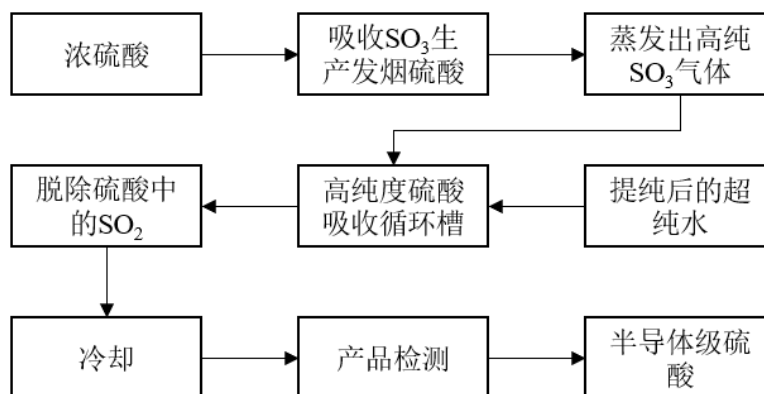 浓硫酸
吸收SO₃生
产发烟硫酸
蒸发出高纯
SO₃气体
脱除硫酸中
的SO₂
高纯度硫酸
吸收循环槽
提纯后的超
纯水
冷却
产品检测
半导体级硫
酸